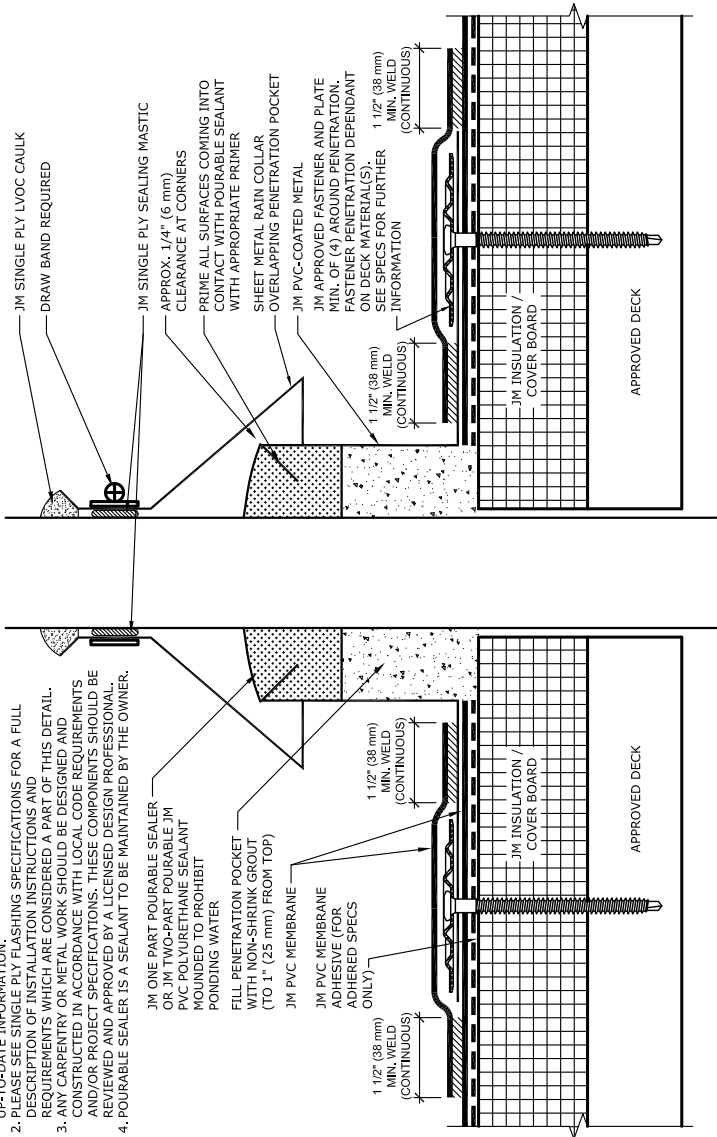 UP-TO-DATE INFORMATION.
2. PLEASE SEE SINGLE PLY FLASHING SPECIFICATIONS FOR A FULL
DESCRIPTION OF INSTALLATION INSTRUCTIONS AND
REQUIREMENTS WHICH ARE CONSIDERED A PART OF THIS DETAIL.
3. ANY CARPENTRY OR METAL WORK SHOULD BE DESIGNED AND
CONSTRUCTED IN ACCORDANCE WITH LOCAL CODE REQUIREMENTS
AND/OR PROJECT SPECIFICATIONS. THESE COMPONENTS SHOULD BE
REVIEWED AND APPROVED BY A LICENSED DESIGN PROFESSIONAL.
4. POURABLE SEALER IS A SEALANT TO BE MAINTAINED BY THE OWNER.
JM ONE PART POURABLE SEALER
OR JM TWO-PART POURABLE JM
PVC POLYURETHANE SEALANT
MOUNDED TO PROHIBIT
PONDING WATER
FILL PENETRATION POCKET
WITH NON-SHRINK GROUT
(TO 1" (25 mm) FROM TOP)
JM PVC MEMBRANE
JM PVC MEMBRANE
ADHESIVE (FOR
ADHERED SPECS
ONLY)
1 1/2" (38 mm)
MIN. WELD
(CONTINUOUS)
1 1/2" (38 mm)
MIN. WELD
(CONTINUOUS)
JM INSULATION /
COVER BOARD
APPROVED DECK
JM SINGLE PLY LVOC CAULK
DRAW BAND REQUIRED
JM SINGLE PLY SEALING MASTIC
APPROX. 1/4" (6 mm)
CLEARANCE AT CORNERS
PRIME ALL SURFACES COMING INTO
CONTACT WITH POURABLE SEALANT
WITH APPROPRIATE PRIMER
SHEET METAL RAIN COLLAR
OVERLAPPING PENETRATION POCKET
JM PVC-COATED METAL
JM APPROVED FASTENER AND PLATE
MIN. OF (4) AROUND PENETRATION.
FASTENER PENETRATION DEPENDANT
ON DECK MATERIAL(S).
SEE SPECS FOR FURTHER
INFORMATION
1 1/2" (38 mm)
MIN. WELD
(CONTINUOUS)
1 1/2" (38 mm)
MIN. WELD
(CONTINUOUS)
JM INSULATION /
COVER BOARD
APPROVED DECK